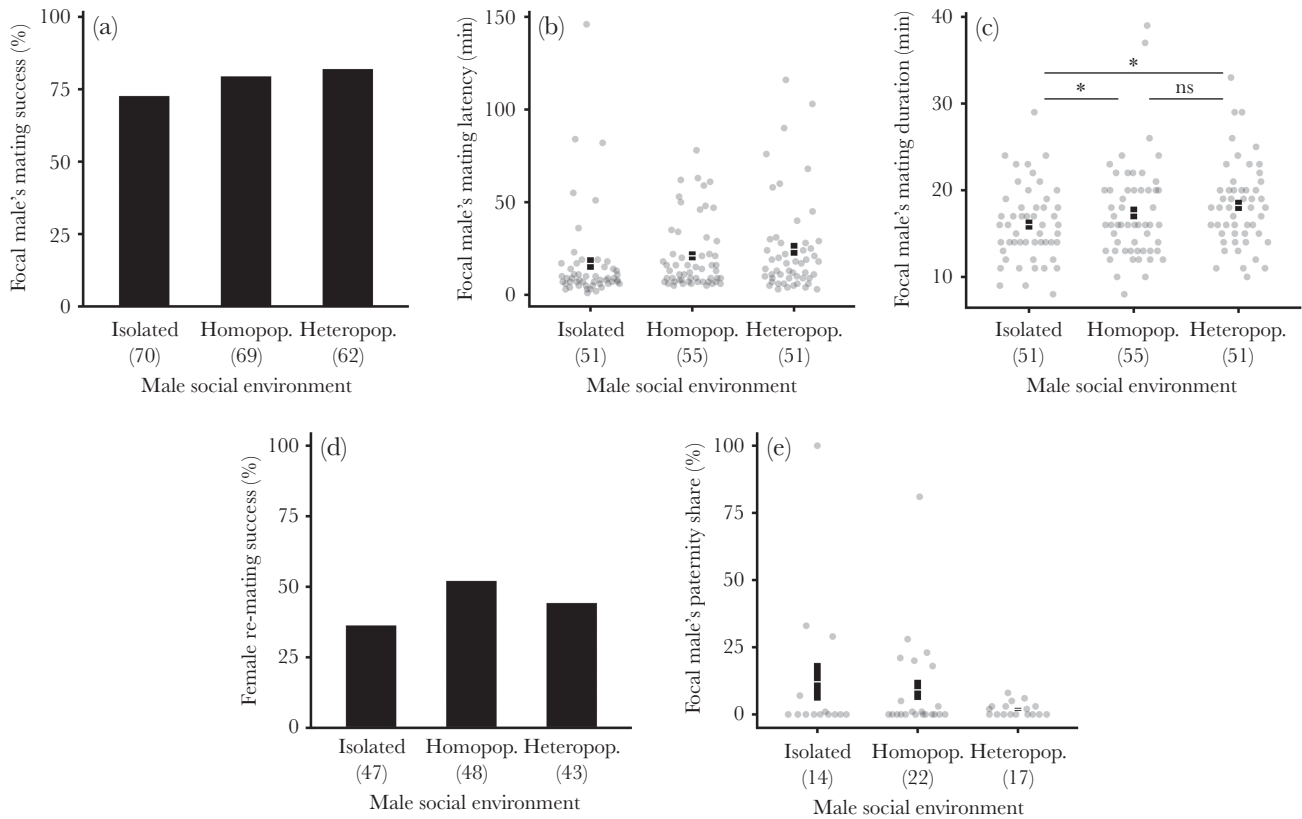 (a)
Focal male's mating success (%)
100
75
50
25
0
Isolated Homopop. Heteropop.
(70) (69) (62)
Male social environment
(b)
Focal male's mating latency (min)
150
100
50
0
Isolated Homopop. Heteropop.
(51) (55) (51)
Male social environment
(c)
Focal male's mating duration (min)
40
30
20
10
*
* ns
Isolated Homopop. Heteropop.
(51) (55) (51)
Male social environment
(d)
Female re-mating success (%)
100
75
50
25
0
Isolated Homopop. Heteropop.
(47) (48) (43)
Male social environment
(e)
Focal male's paternity share (%)
100
75
50
25
0
Isolated Homopop. Heteropop.
(14) (22) (17)
Male social environment